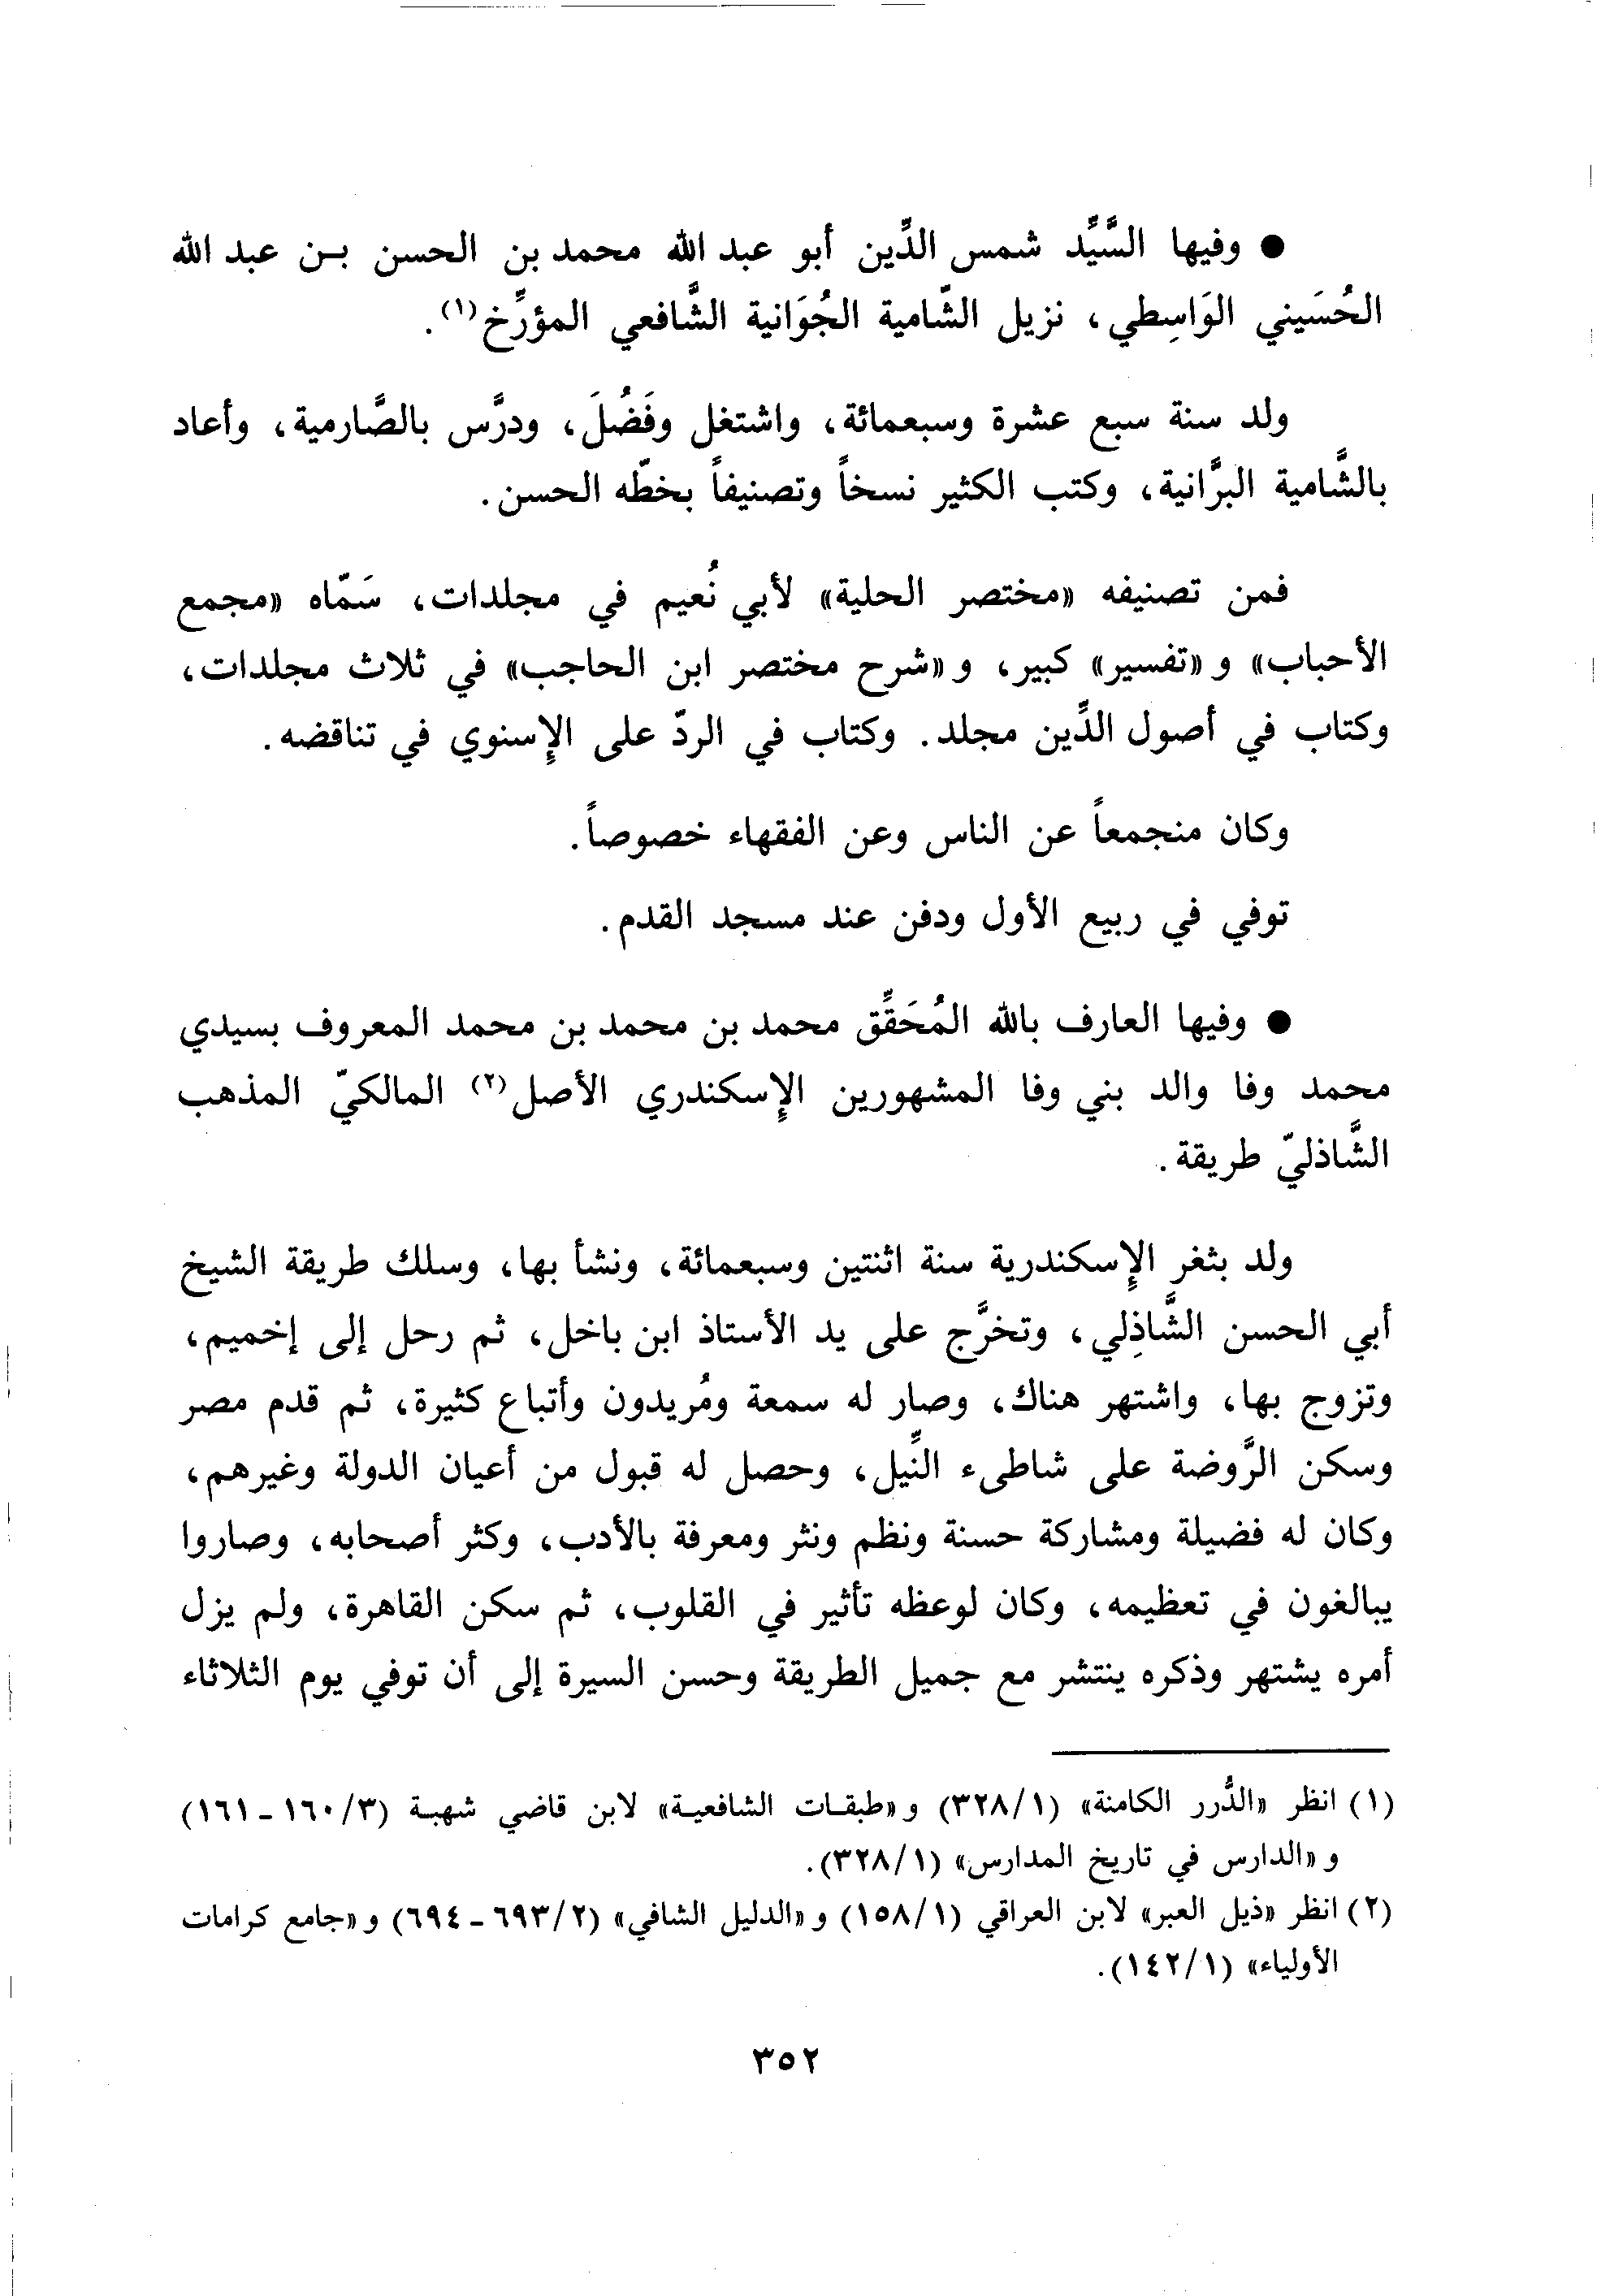 ● وفيها السَّيِّد شمس الدِّين أبو عبد الله محمد بن الحسن بـن عبد الله
الحُسَيني الوَاسِطي، نزيل الشّامية الجُوَانية الشَّافعي المؤرِّخ(١).
ولد سنة سبع عشرة وسبعمائة، واشتغل وفَضُلَ، ودرَّس بالصَّارمية، وأعاد
بالشَّامية البرَّانية، وكتب الكثير نسخاً وتصنيفاً بخطّه الحسن.
فمن تصنيفه «مختصر الحلية» لأبي نُعيم في مجلدات، سَمّاه «مجمع
الأحباب» و «تفسير» كبير، و «شرح مختصر ابن الحاجب» في ثلاث مجلدات،
وكتاب في أصول الدِّين مجلد. وكتاب في الردّ على الإسنوي في تناقضه.
وكان منجمعاً عن الناس وعن الفقهاء خصوصاً.
توفي في ربيع الأول ودفن عند مسجد القدم.
● وفيها العارف بالله المُحَقِّق محمد بن محمد بن محمد المعروف بسيدي
محمد وفا والد بني وفا المشهورين الإسكندري الأصل(٢) المالكيّ المذهب
الشَّاذليّ طريقة.
ولد بثغر الإسكندرية سنة اثنتين وسبعمائة، ونشأ بها، وسلك طريقة الشيخ
أبي الحسن الشَّاذِلي، وتخرَّج على يد الأستاذ ابن باخل، ثم رحل إلى إخميم،
وتزوج بها، واشتهر هناك، وصار له سمعة ومُريدون وأتباع كثيرة، ثم قدم مصر
وسكن الرَّوضة على شاطىء النِّيل، وحصل له قبول من أعيان الدولة وغيرهم،
وكان له فضيلة ومشاركة حسنة ونظم ونثر ومعرفة بالأدب، وكثر أصحابه، وصاروا
يبالغون في تعظيمه، وكان لوعظه تأثير في القلوب، ثم سكن القاهرة، ولم يزل
أمره يشتهر وذكره ينتشر مع جميل الطريقة وحسن السيرة إلى أن توفي يوم الثلاثاء
(١) انظر «الدُّرر الكامنة» (٣٢٨/١) و «طبقـات الشافعيـة» لابن قاضي شهبـة (١٦٠/٣ ـ ١٦١)
و «الدارس في تاريخ المدارس» (٣٢٨/١).
(٢) انظر «ذيل العبر» لابن العراقي (١٥٨/١) و «الدليل الشافي» (٦٩٣/٢ ـ ٦٩٤) و «جامع كرامات
الأولياء» (١٤٢/١).
٣٥٢